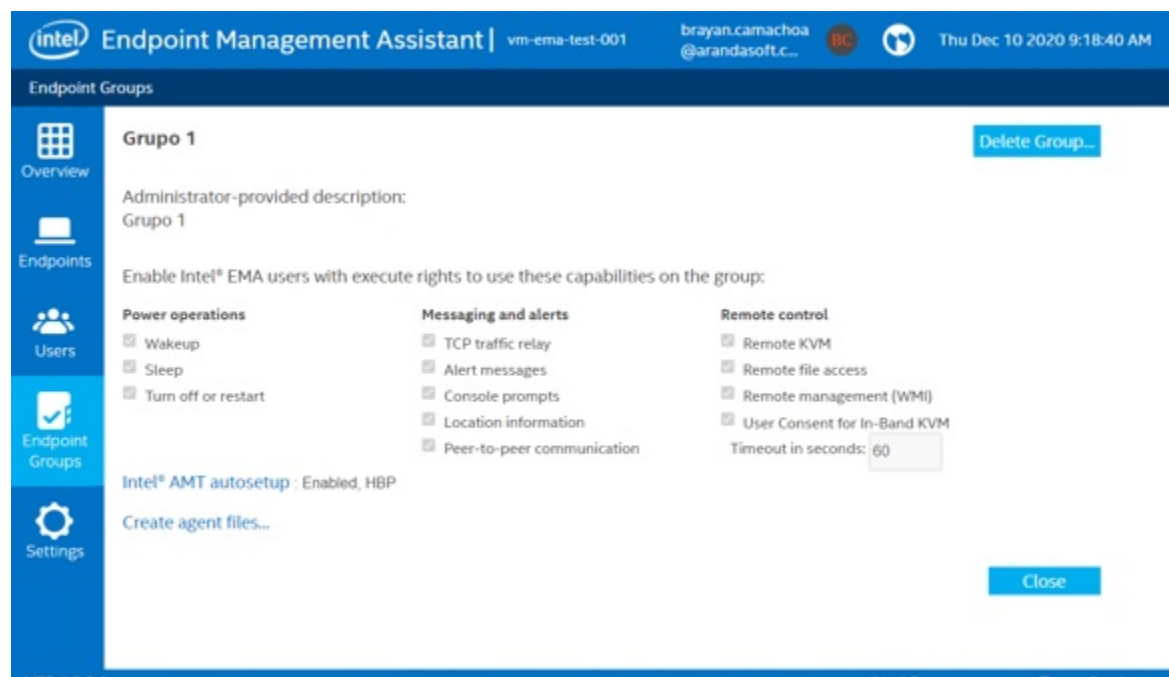 intel Endpoint Management Assistant | vm-ema-test-001
brayan.camachoa
@arandasoft.c...
BC
Thu Dec 10 2020 9:18:40 AM
Endpoint Groups
Overview
Endpoints
Users
Endpoint
Groups
Settings
Grupo 1
Delete Group...
Administrator-provided description:
Grupo 1
Enable Intel® EMA users with execute rights to use these capabilities on the group:
Power operations
Wakeup
Sleep
Turn off or restart
Messaging and alerts
TCP traffic relay
Alert messages
Console prompts
Location information
Peer-to-peer communication
Remote control
Remote KVM
Remote file access
Remote management (WMI)
User Consent for In-Band KVM
Timeout in seconds: 60
Intel® AMT autosetup : Enabled, HBP
Create agent files...
Close